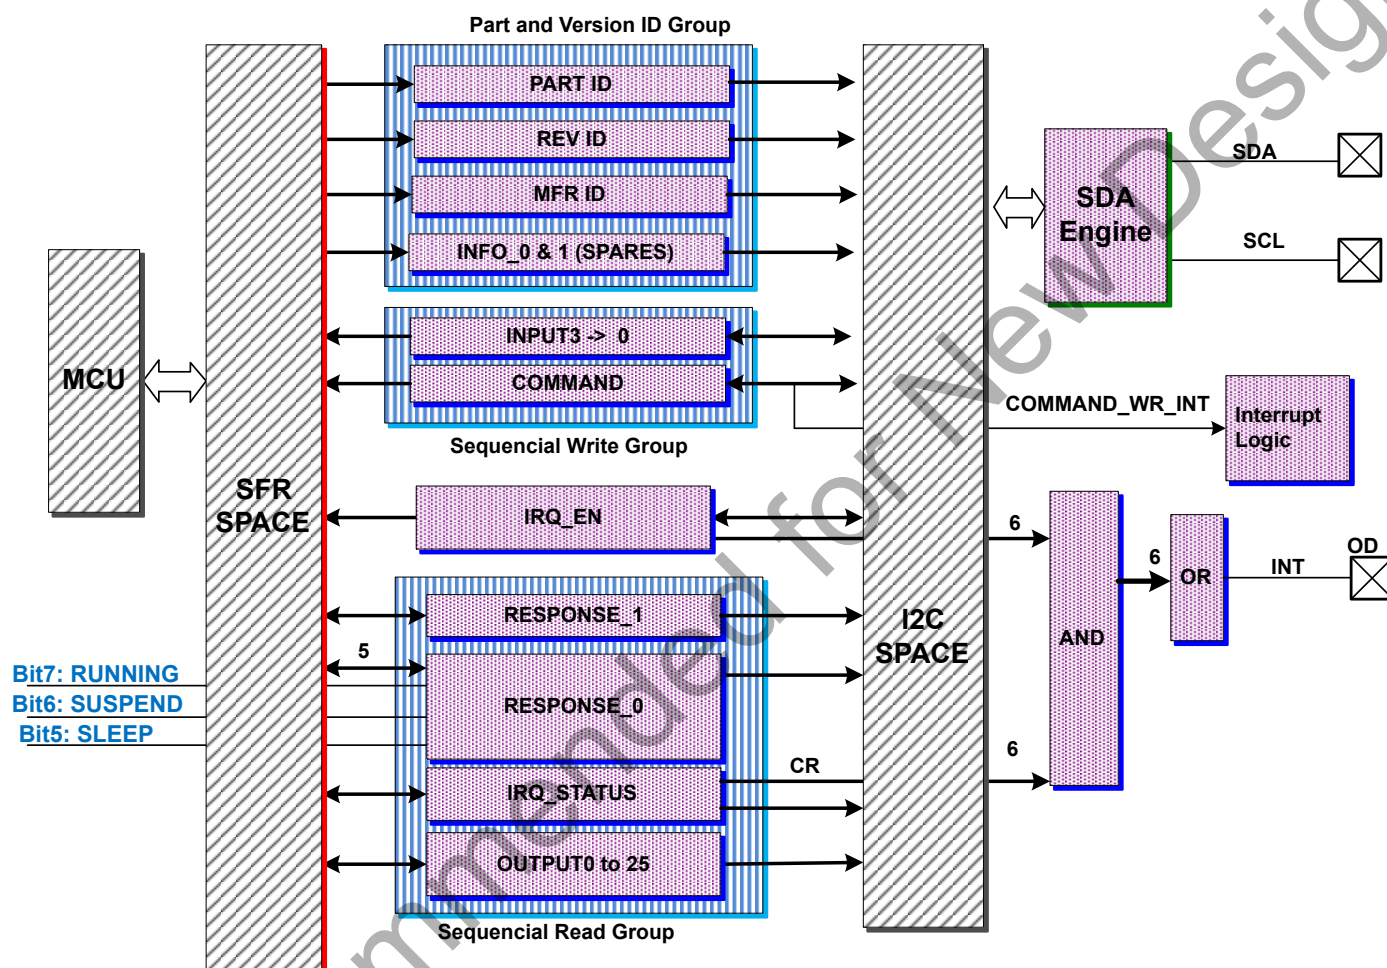 Part and Version ID Group
PART ID
REV ID
MFR ID
INFO_0 & 1 (SPARES)
INPUT3 -> 0
COMMAND
Sequencial Write Group
MCU
SFR
SPACE
IRQ_EN
RESPONSE_1
5
RESPONSE_0
Bit7: RUNNING
Bit6: SUSPEND
Bit5: SLEEP
CR
IRQ_STATUS
OUTPUT0 to 25
Sequencial Read Group
I2C
SPACE
SDA
Engine
SDA
SCL
COMMAND_WR_INT
Interrupt
Logic
6
6
AND
6
OR
INT
OD
mmended for New Desig